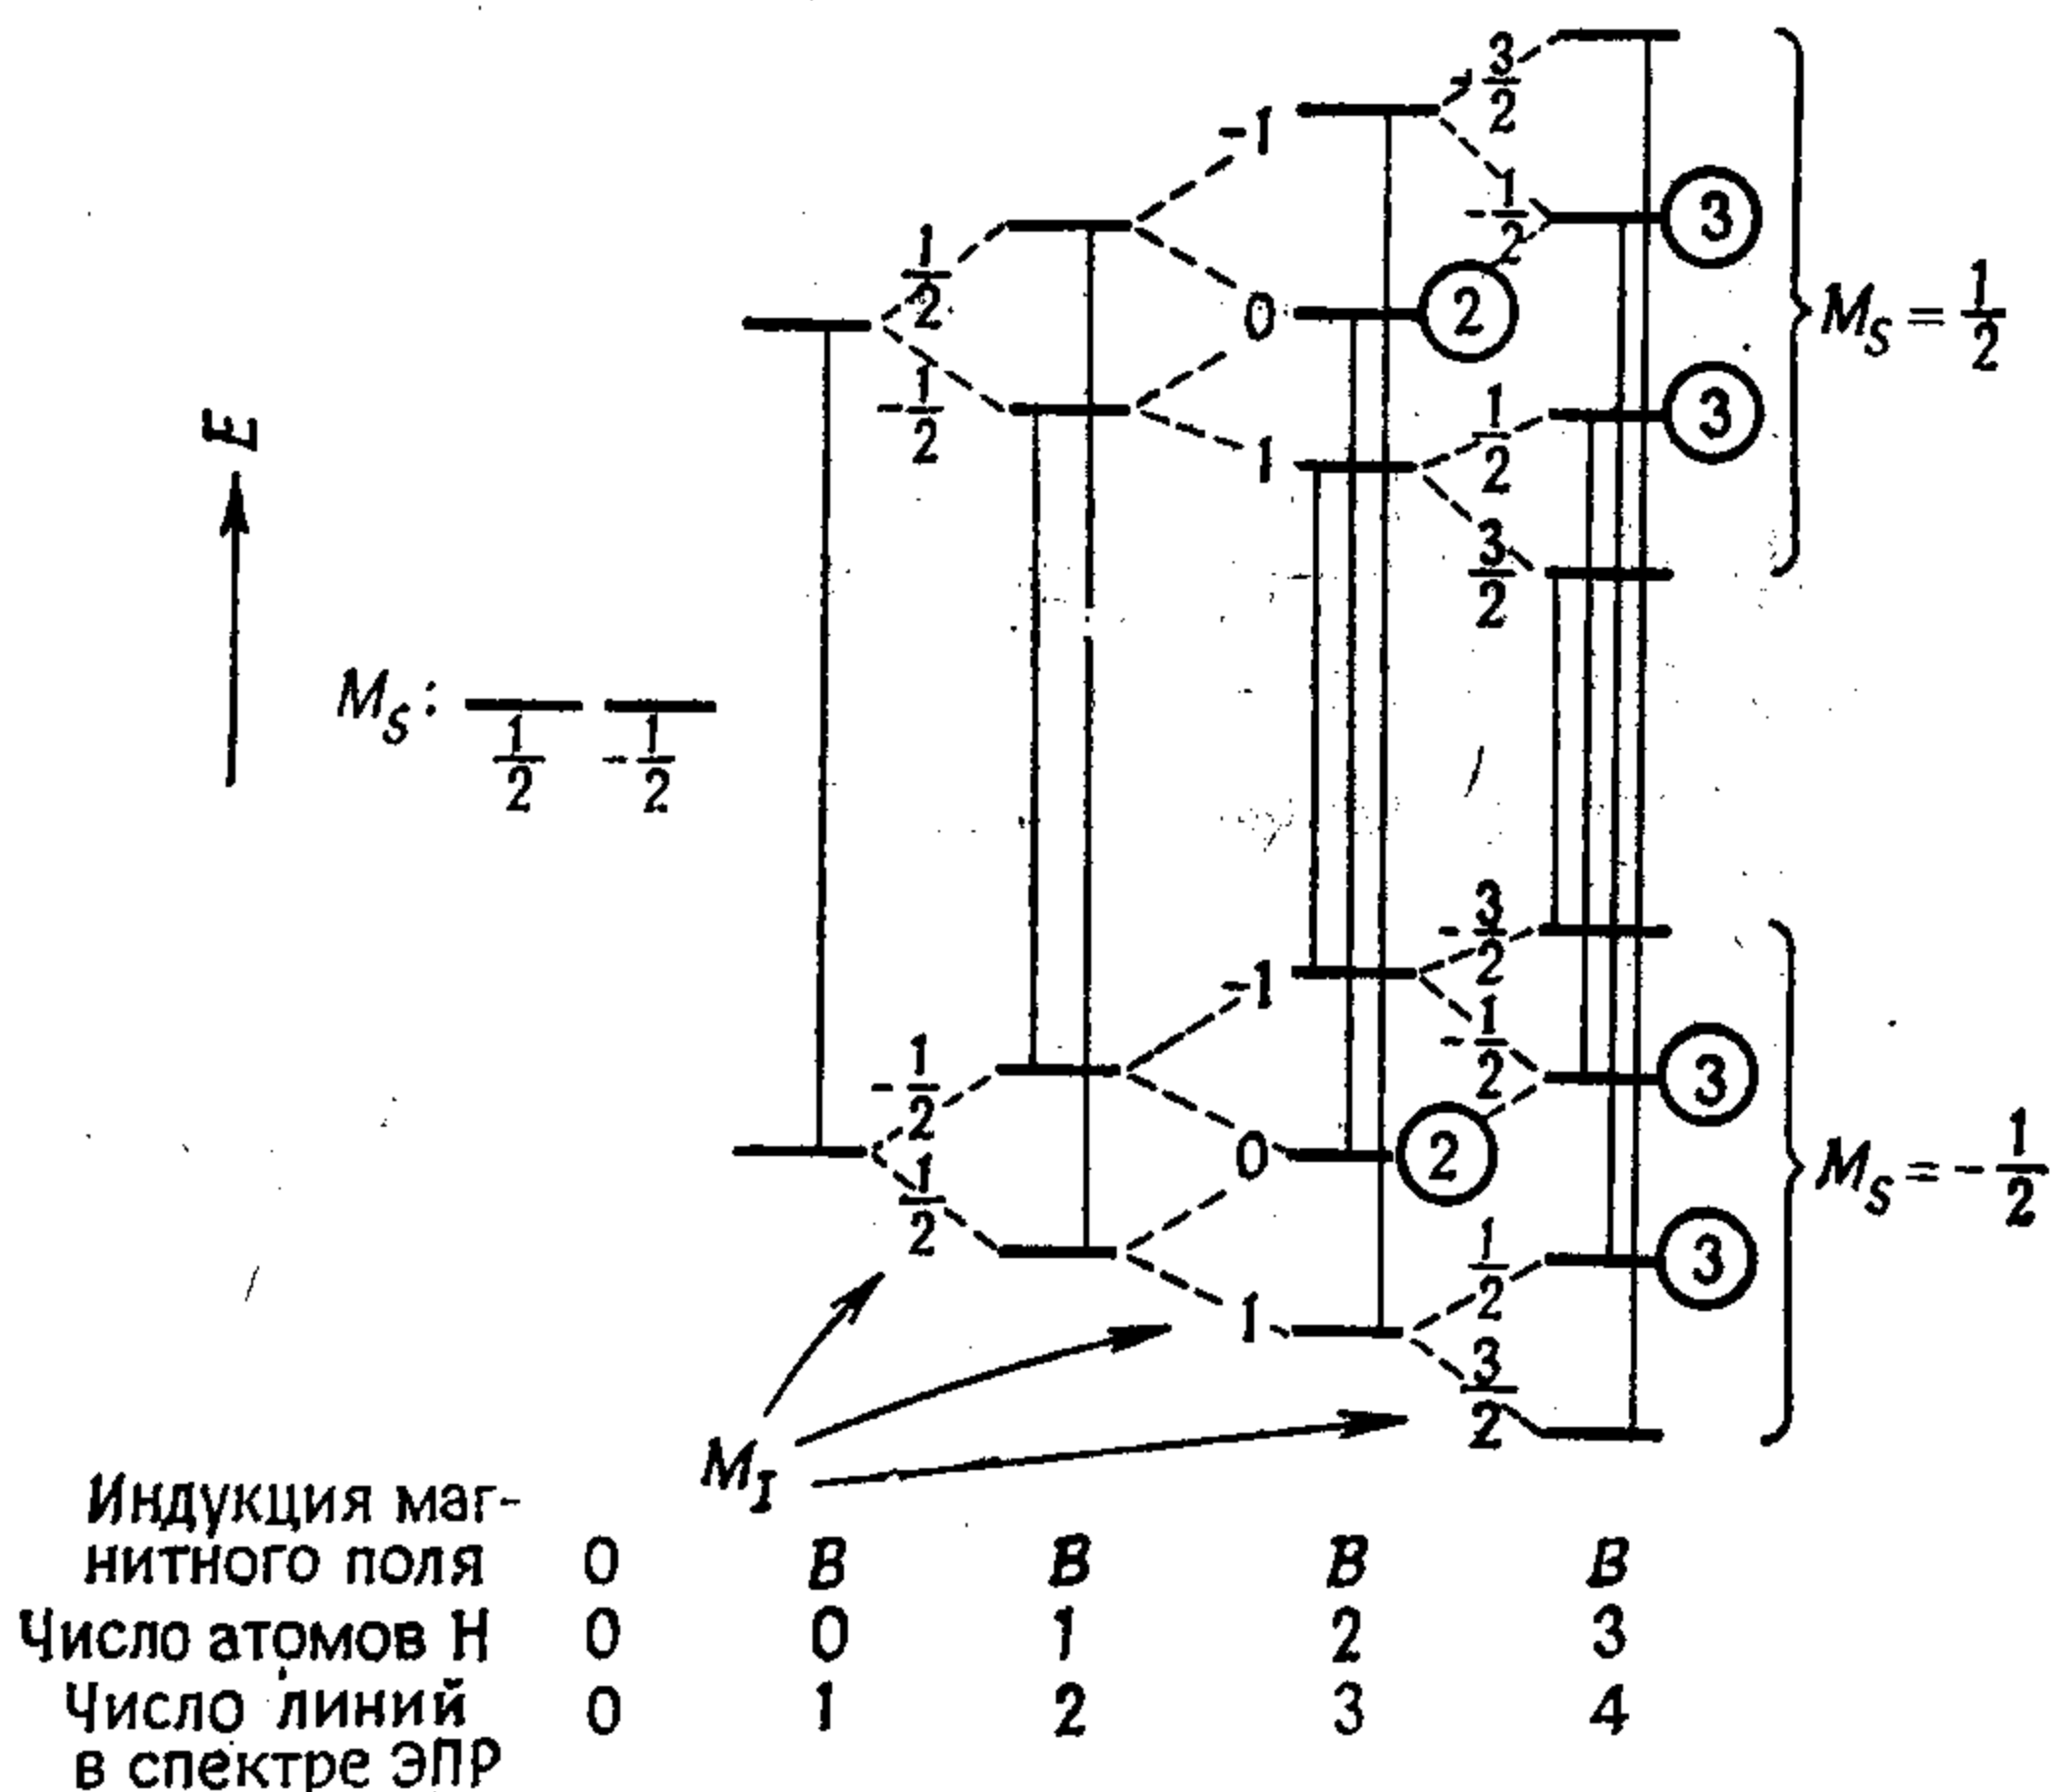 -3/2
-1
-1/2
3
1/2
0
2
M_S = 1/2
-1/2
1
1/2
3
E
3/2
M_S: 1/2 -1/2
-3/2
-1
-1/2
-1/2
3
0
2
1/2
M_S = -1/2
1
1/2
3
3/2
M_I
Индукция маг-
нитного поля 0 B B B B
Число атомов H 0 0 1 2 3
Число линий 0 1 2 3 4
в спектре ЭПР